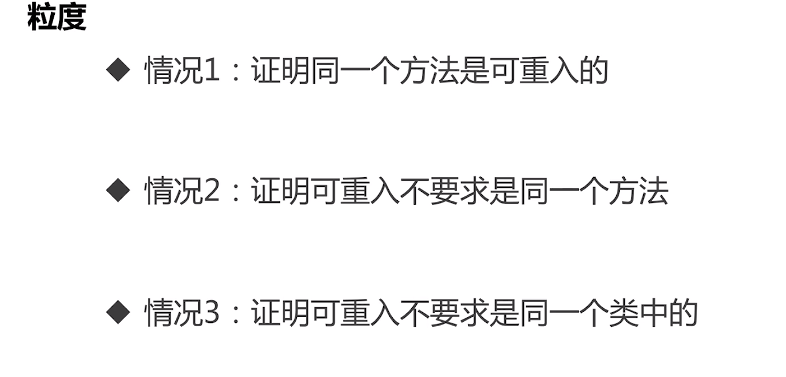 粒度
◆ 情况1：证明同一个方法是可重入的
◆ 情况2：证明可重入不要求是同一个方法
◆ 情况3：证明可重入不要求是同一个类中的